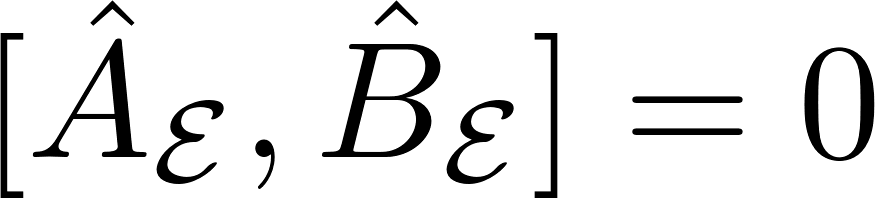 [Â_ℰ, B̂_ℰ] = 0